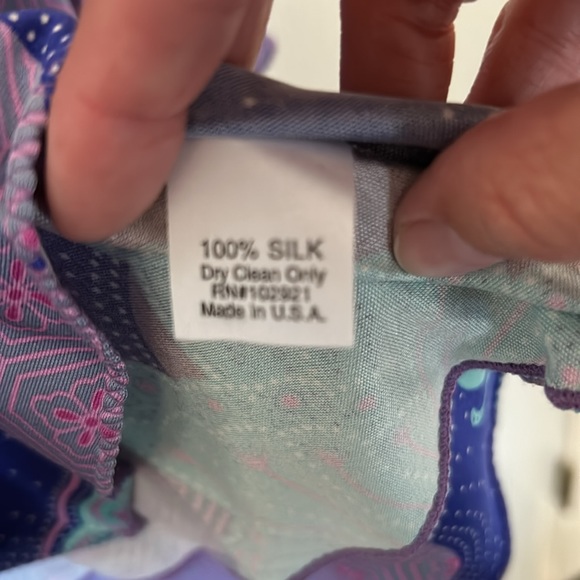 100% SILK
Dry Clean Only
RN#102921
Made in U.S.A.